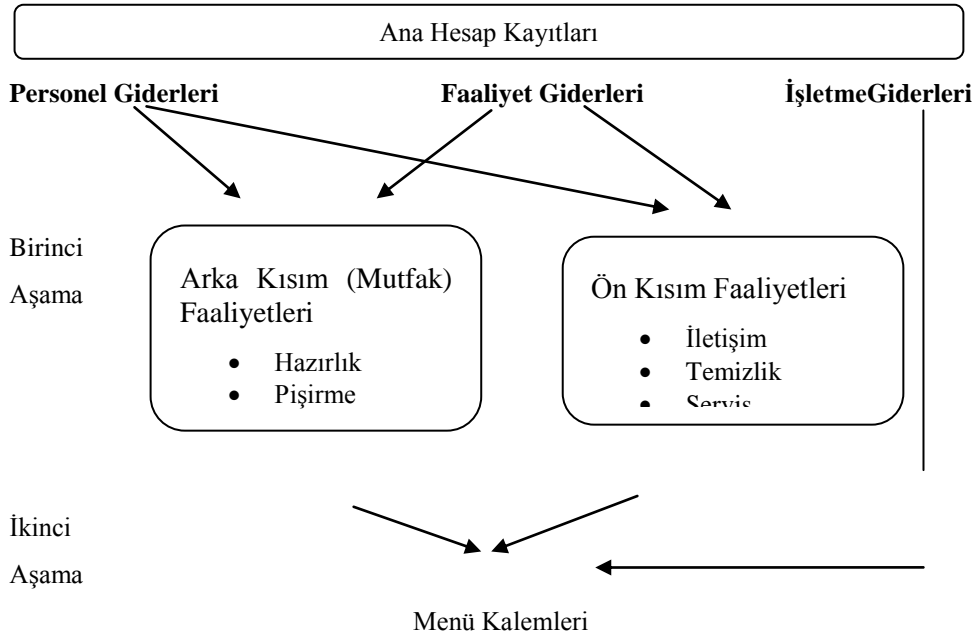 Ana Hesap Kayıtları
Personel Giderleri
Faaliyet Giderleri
İşletmeGiderleri
Birinci
Aşama
Arka Kısım (Mutfak)
Faaliyetleri
• Hazırlık
• Pişirme
Ön Kısım Faaliyetleri
• İletişim
• Temizlik
• Servis
İkinci
Aşama
Menü Kalemleri